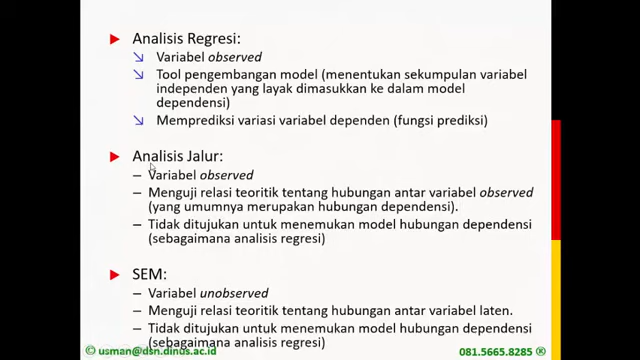 Analisis Regresi:
Variabel observed
Tool pengembangan model (menentukan sekumpulan variabel
independen yang layak dimasukkan ke dalam model
dependensi)
Memprediksi variasi variabel dependen (fungsi prediksi)
Analisis Jalur:
– Variabel observed
– Menguji relasi teoritik tentang hubungan antar variabel observed
(yang umumnya merupakan hubungan dependensi).
– Tidak ditujukan untuk menemukan model hubungan dependensi
(sebagaimana analisis regresi)
SEM:
– Variabel unobserved
– Menguji relasi teoritik tentang hubungan antar variabel laten.
– Tidak ditujukan untuk menemukan model hubungan dependensi
(sebagaimana analisis regresi)
© usman@dsn.dinus.ac.id
081.5665.8285 ®